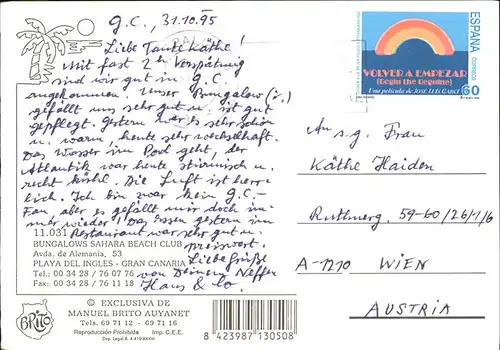 G.C., 31.10.95
Liebe Tante Käthe!
Mit fast 2h Verspätung
sind wir gut in G.C.
angekommen. Unser Bungalow (i.)
gefällt uns sehr gut u. ist gut
gepflegt. Gestern war es sehr schön
u. warm, heute sehr wechselhaft.
Das Wasser im Pool geht, der
Atlantik war heute stürmisch u.
recht kühl. Die Luft ist herr-
lich. Ich bin zwar kein G.C.-
Fan, aber es gefällt mir doch im-
mer wieder! Das Essen gestern im
Restaurant war sehr gut u.
preiswert.
Liebe Grüße
von Deinem Neffen
Hans & Co.
11.031
BUNGALOWS SAHARA BEACH CLUB
Avda. de Alemania, 53
PLAYA DEL INGLES - GRAN CANARIA
Tel.: 00 34 28 / 76 07 76
Fax: 00 34 28 / 76 11 18
© EXCLUSIVA DE
MANUEL BRITO AUYANET
Tels. 69 71 12 - 69 71 16
Reproducción Prohibida Imp. C.E.E.
BRITO
8 423987 130508
ESPAÑA
correos
60
VOLVER A EMPEZAR
(Begin the Beguine)
Una película de JOSÉ LUIS GARCI
An s.g. Frau
Käthe Haiden
59-60/26/1/6
A-1210 WIEN
AUSTRIA